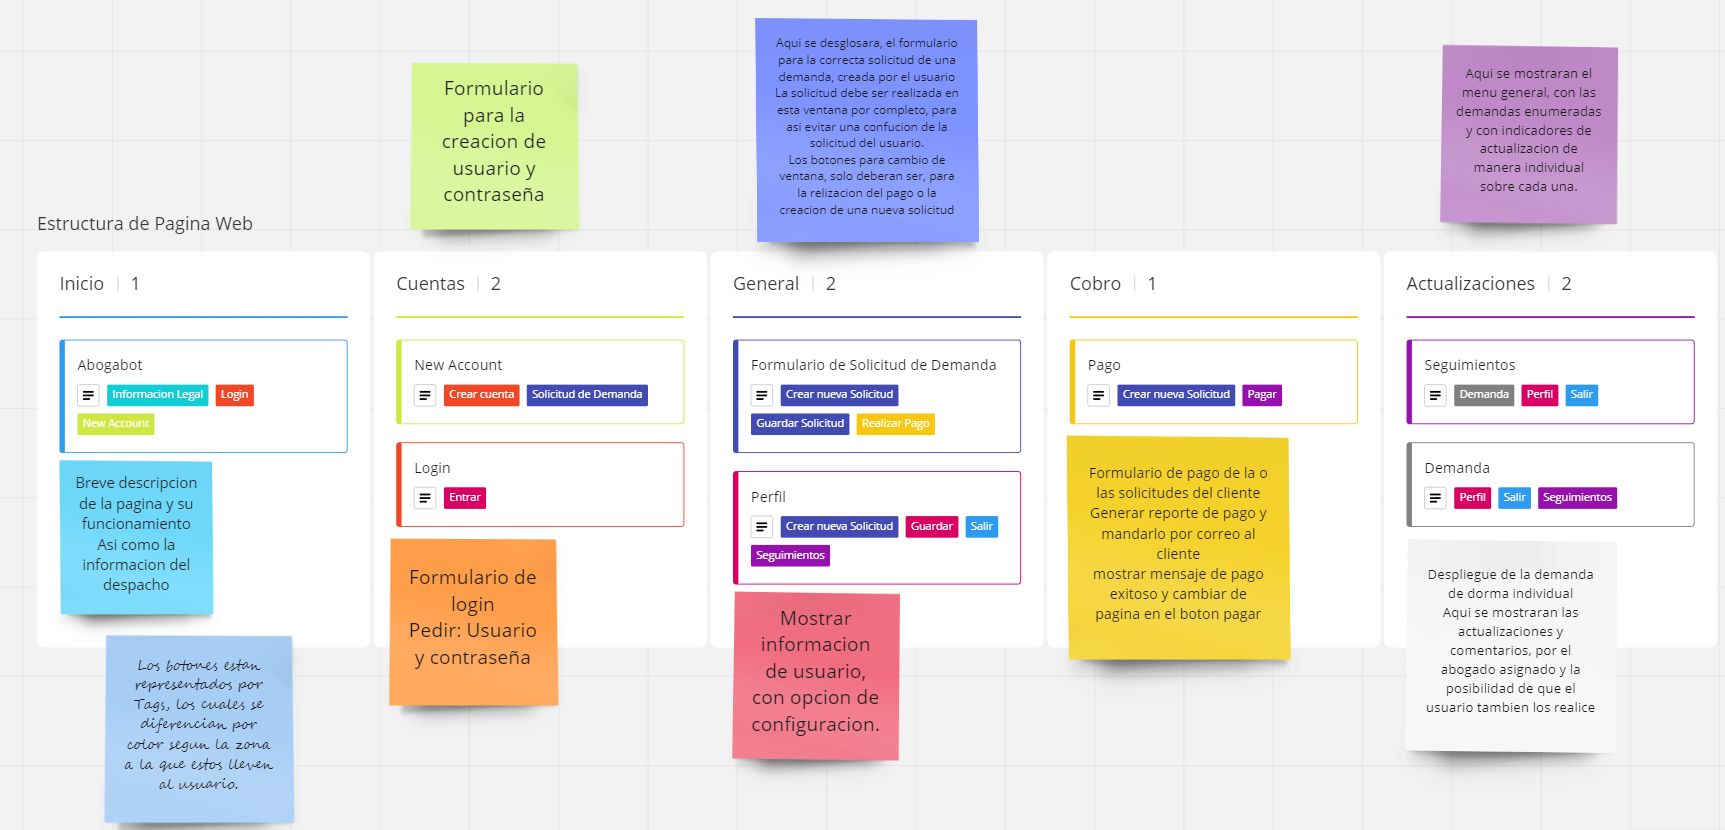 Formulario
para la
creacion de
usuario y
contraseña
Aqui se desglosara, el formulario
para la correcta solicitud de una
demanda, creada por el usuario
La solicitud debe ser realizada en
esta ventana por completo, para
asi evitar una confucion de la
solicitud del usuario.
Los botones para cambio de
ventana, solo deberan ser, para
la relizacion del pago o la
creacion de una nueva solicitud
Aqui se mostraran el
menu general, con las
demandas enumeradas
y con indicadores de
actualizacion de
manera individual
sobre cada una.
Estructura de Pagina Web
Inicio 1
Abogabot
Informacion Legal Login
New Account
Breve descripcion
de la pagina y su
funcionamiento
Asi como la
informacion del
despacho
Los botones estan
representados por
Tags, los cuales se
diferencian por
color segun la zona
a la que estos lleven
al usuario.
Cuentas 2
New Account
Crear cuenta Solicitud de Demanda
Login
Entrar
Formulario de
login
Pedir: Usuario
y contraseña
General 2
Formulario de Solicitud de Demanda
Crear nueva Solicitud
Guardar Solicitud Realizar Pago
Perfil
Crear nueva Solicitud Guardar Salir
Seguimientos
Mostrar
informacion
de usuario,
con opcion de
configuracion.
Cobro 1
Pago
Crear nueva Solicitud Pagar
Formulario de pago de la o
las solicitudes del cliente
Generar reporte de pago y
mandarlo por correo al
cliente
mostrar mensaje de pago
exitoso y cambiar de
pagina en el boton pagar
Actualizaciones 2
Seguimientos
Demanda Perfil Salir
Demanda
Perfil Salir Seguimientos
Despliegue de la demanda
de dorma individual
Aqui se mostraran las
actualizaciones y
comentarios, por el
abogado asignado y la
posibilidad de que el
usuario tambien los realice